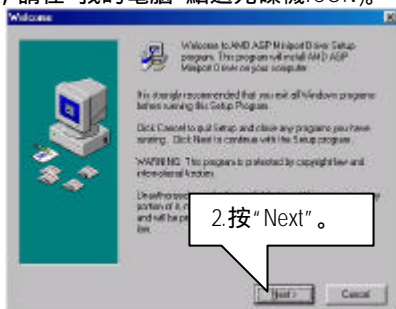 請在"我的電腦"點選光碟機ICON)。
Welcome
Welcome to AMD AGP Miniport Driver Setup
program. This program will install AMD AGP
Miniport Driver on your computer.
It is strongly recommended that you exit all Windows programs
before running this Setup Program.
Click Cancel to quit Setup and close any programs you have
running. Click Next to continue with the Setup program.
WARNING: This program is protected by copyright law and
international treaties.
Unauthorized
portion of it,
and will be
law.
2.按"Next"。
Next >
Cancel